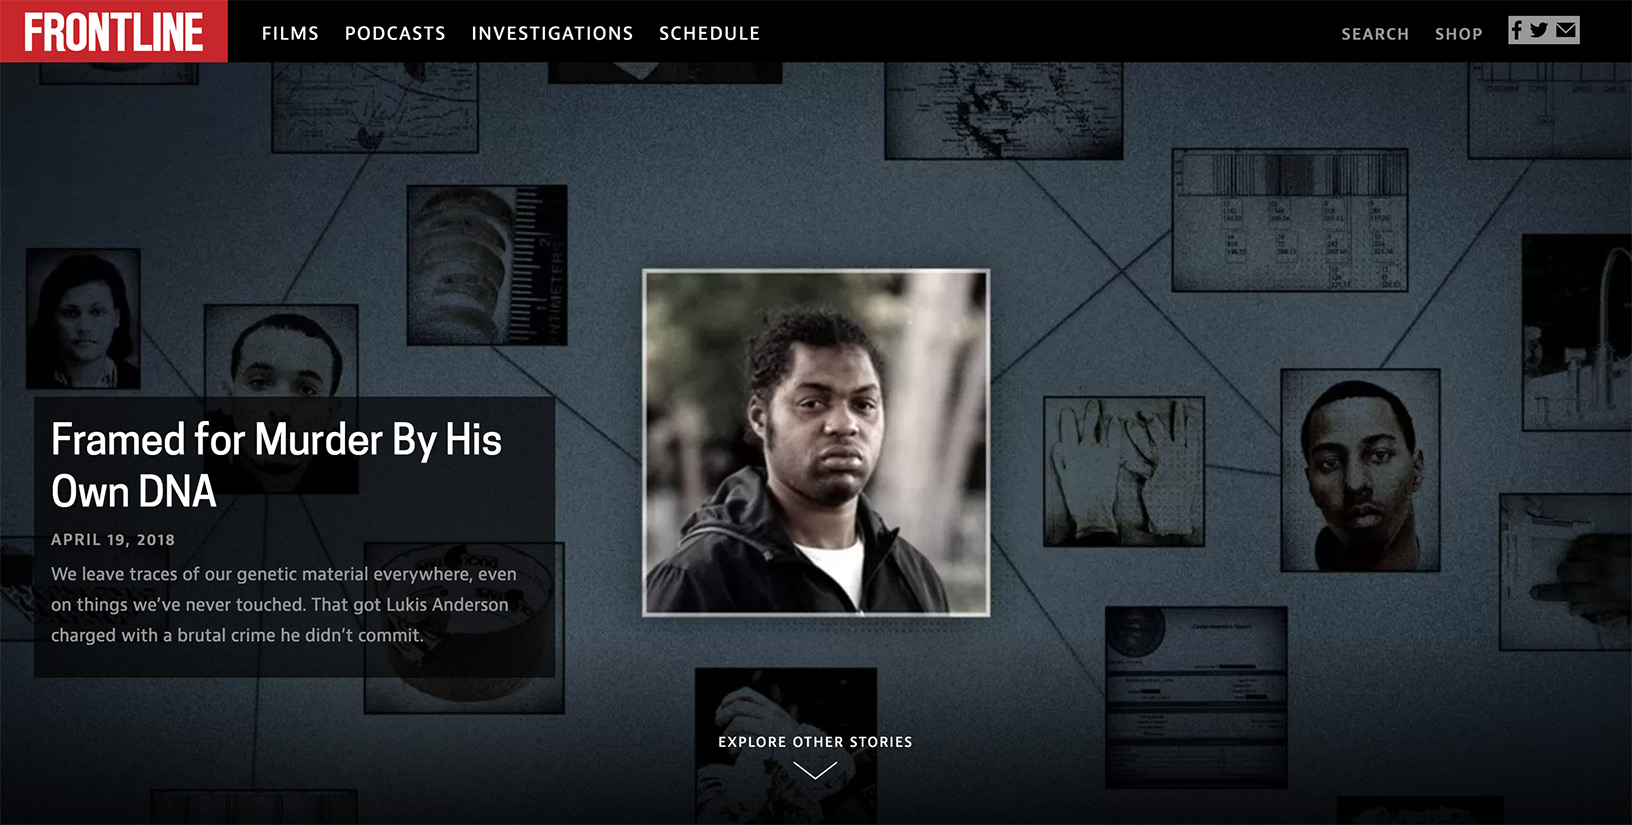 FRONTLINE
FILMS PODCASTS INVESTIGATIONS SCHEDULE
SEARCH SHOP
Framed for Murder By His
Own DNA
APRIL 19, 2018
We leave traces of our genetic material everywhere, even
on things we’ve never touched. That got Lukis Anderson
charged with a brutal crime he didn’t commit.
EXPLORE OTHER STORIES